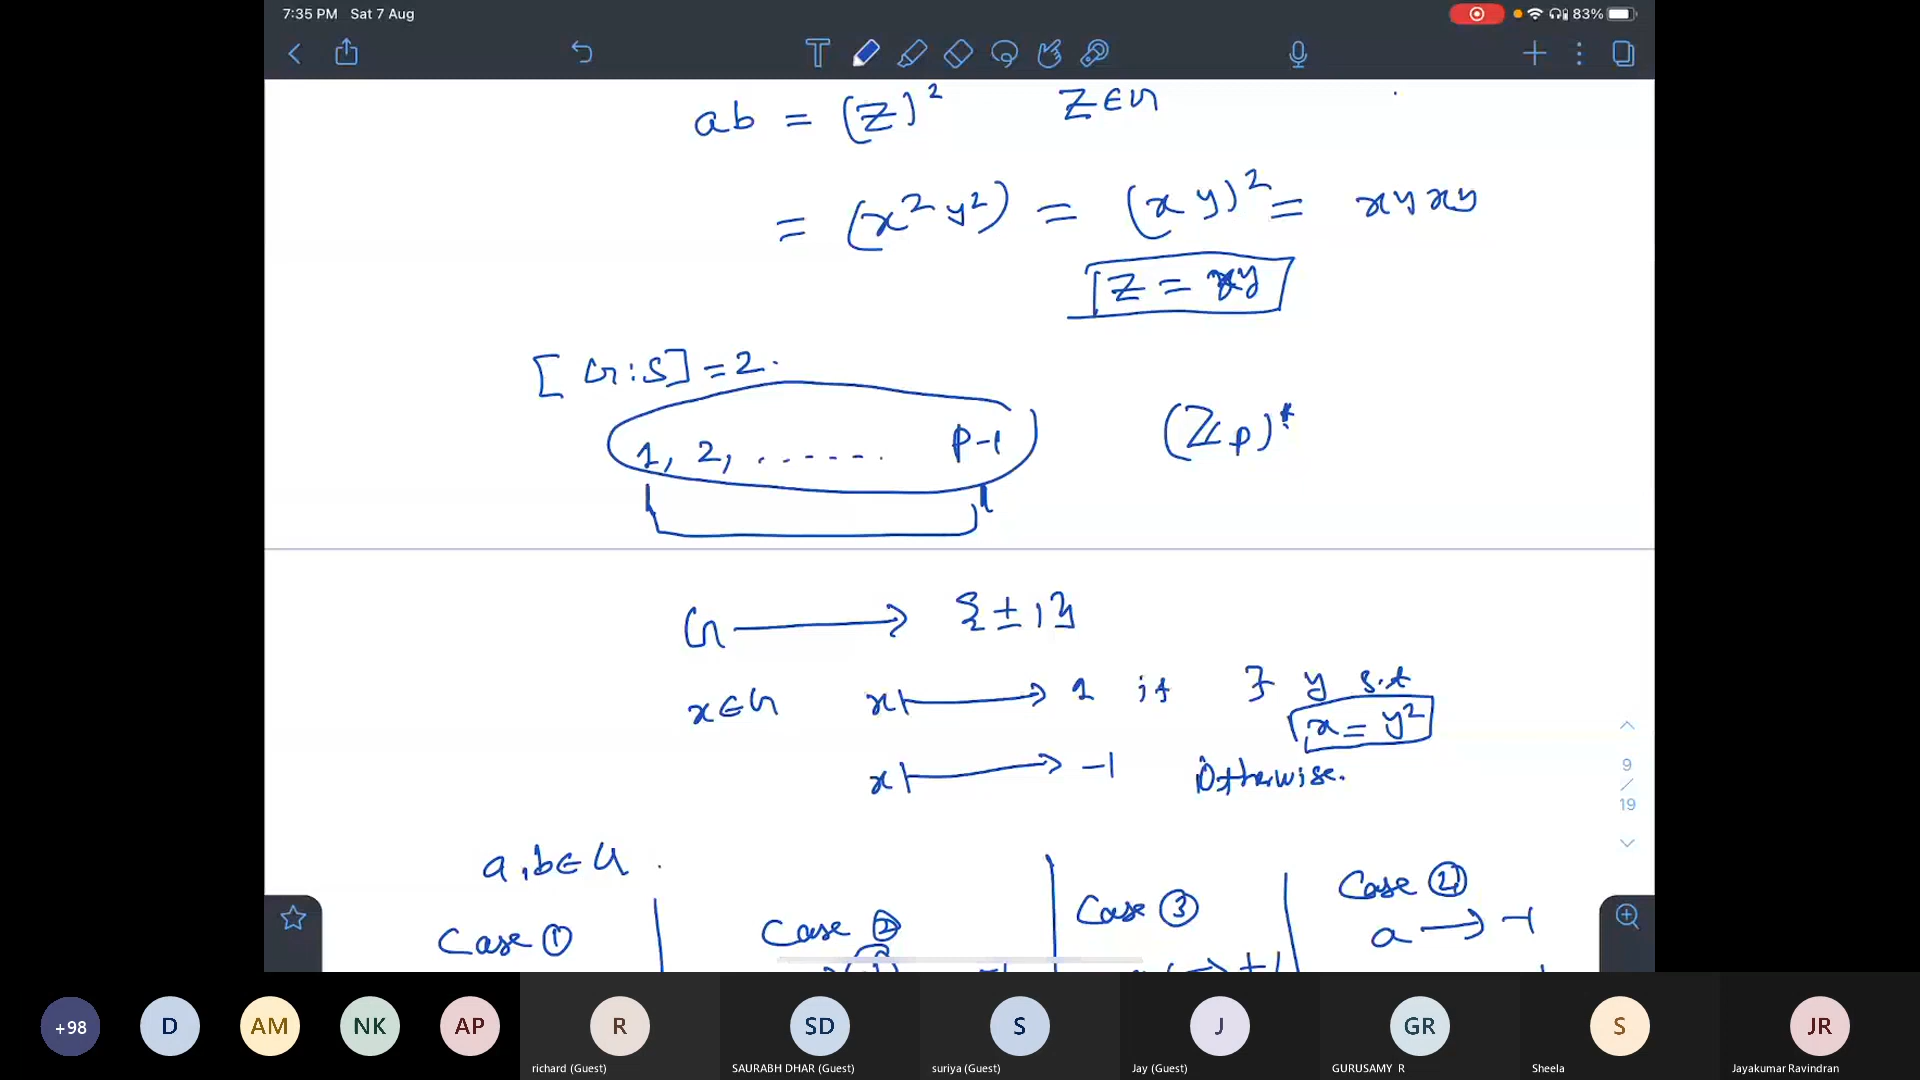 7:35 PM Sat 7 Aug 83%
ab = (z)² z∈G
= (x² y²) = (x y)² = xyxy
z = xy
[G:S] = 2.
1, 2, ....... p-1 (ℤp)*
G ⟶ {±1}
x∈G x ⟼ 1 if ∃ y s.t
x = y²
x ⟼ -1 Otherwise.
9
/
19
a,b∈G .
Case ① Case ② Case ③ Case ④
a ⟶ -1
+98 D AM NK AP R SD S J GR S JR
richard (Guest) SAURABH DHAR (Guest) suriya (Guest) Jay (Guest) GURUSAMY R Sheela Jayakumar Ravindran